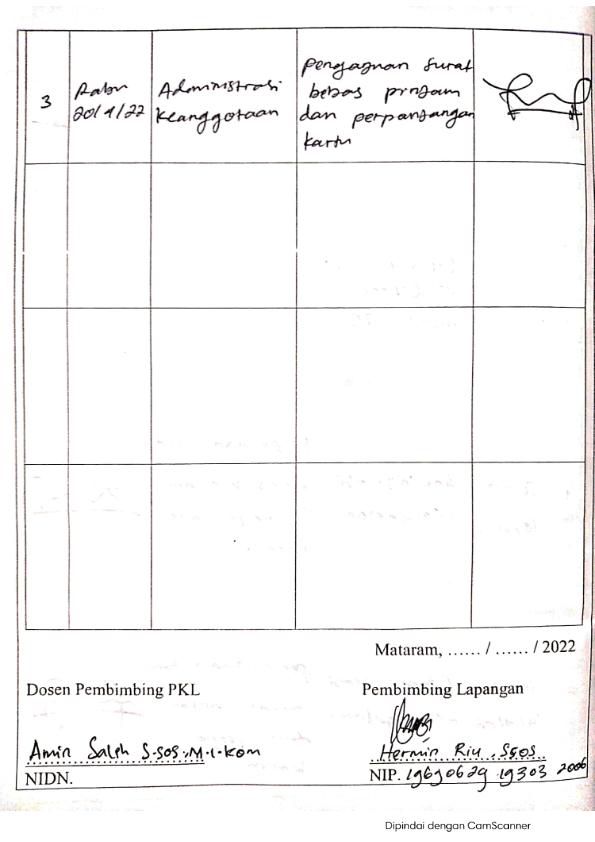 3
Rabu
20/4/22
Administrasi
Keanggotaan
Pengajuan Surat
bebas pinjam
dan perpanjangan
kartu
Mataram, ...... / ...... / 2022
Dosen Pembimbing PKL
Pembimbing Lapangan
Amin Saleh S.sos., M.I.Kom
Hermin Riu, S.Sos
NIDN.
NIP. 19690629 19303 2006
Dipindai dengan CamScanner